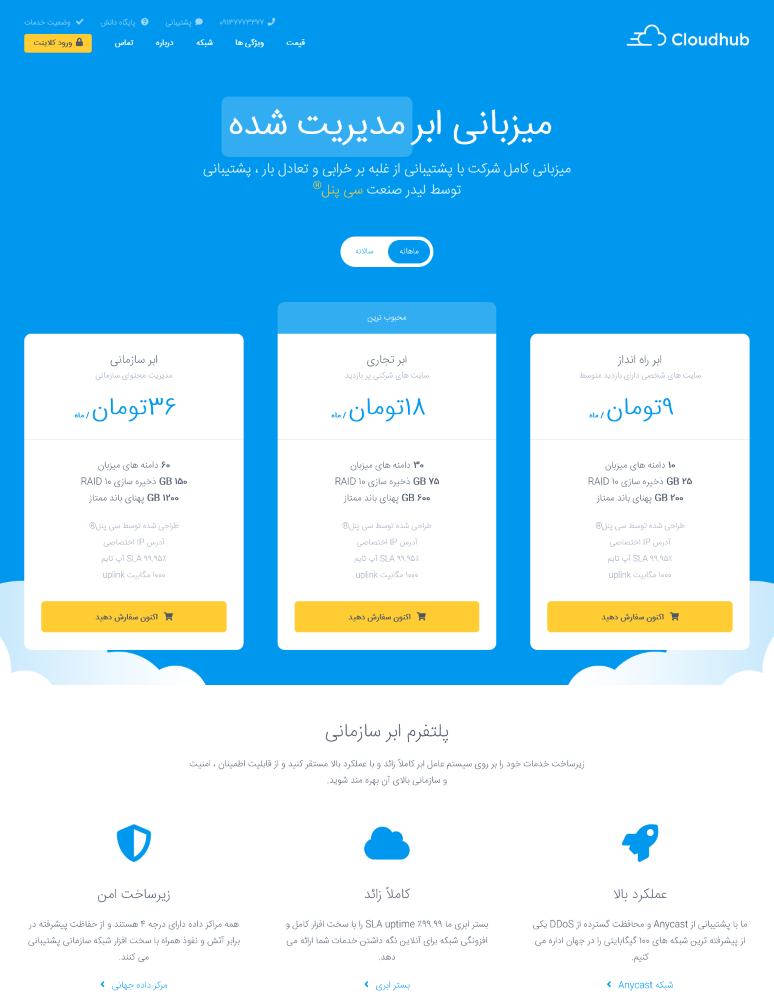 ۰۹۱۳۷۷۷۳۳۷۷ پشتیبانی پایگاه دانش وضعیت خدمات
Cloudhub
قیمت ویژگی ها شبکه درباره تماس ورود کلاینت
میزبانی ابر مدیریت شده
میزبانی کامل شرکت با پشتیبانی از غلبه بر خرابی و تعادل بار ، پشتیبانی
توسط لیدر صنعت سی پنل®
ماهانه سالانه
ابر راه انداز
سایت های شخصی دارای بازدید متوسط
۹تومان / ماه
۱۰ دامنه های میزبان
۲۵ GB ذخیره سازی RAID ۱۰
۲۰۰ GB پهنای باند ممتاز
طراحی شده توسط سی پنل®
آدرس IP اختصاصی
۹۹.۹۵٪ SLA آپ تایم
۱۰۰۰ مگابیت uplink
اکنون سفارش دهید
محبوب ترین
ابر تجاری
سایت های شرکتی پر بازدید
۱۸تومان / ماه
۳۰ دامنه های میزبان
۷۵ GB ذخیره سازی RAID ۱۰
۶۰۰ GB پهنای باند ممتاز
طراحی شده توسط سی پنل®
آدرس IP اختصاصی
۹۹.۹۵٪ SLA آپ تایم
۱۰۰۰ مگابیت uplink
اکنون سفارش دهید
ابر سازمانی
مدیریت محتوای سازمانی
۳۶تومان / ماه
۶۰ دامنه های میزبان
۱۵۰ GB ذخیره سازی RAID ۱۰
۱۲۰۰ GB پهنای باند ممتاز
طراحی شده توسط سی پنل®
آدرس IP اختصاصی
۹۹.۹۵٪ SLA آپ تایم
۱۰۰۰ مگابیت uplink
اکنون سفارش دهید
پلتفرم ابر سازمانی
زیرساخت خدمات خود را بر روی سیستم عامل ابر کاملاً زائد و با عملکرد بالا مستقر کنید و از قابلیت اطمینان ، امنیت
و سازمانی بالای آن بهره مند شوید.
عملکرد بالا
ما با پشتیبانی از Anycast و محافظت گسترده از DDoS یکی
از پیشرفته ترین شبکه های ۱۰۰ گیگابایتی را در جهان اداره می
کنیم.
شبکه Anycast
کاملاً زائد
بستر ابری ما ۹۹.۹۹٪ SLA uptime را با سخت افزار کامل و
افزونگی شبکه برای آنلاین نگه داشتن خدمات شما ارائه می
دهد.
بستر ابری
زیرساخت امن
همه مراکز داده دارای درجه ۴ هستند و از حفاظت پیشرفته در
برابر آتش و نفوذ همراه با سخت افزار شبکه سازمانی پشتیبانی
می کنند.
مرکز داده جهانی